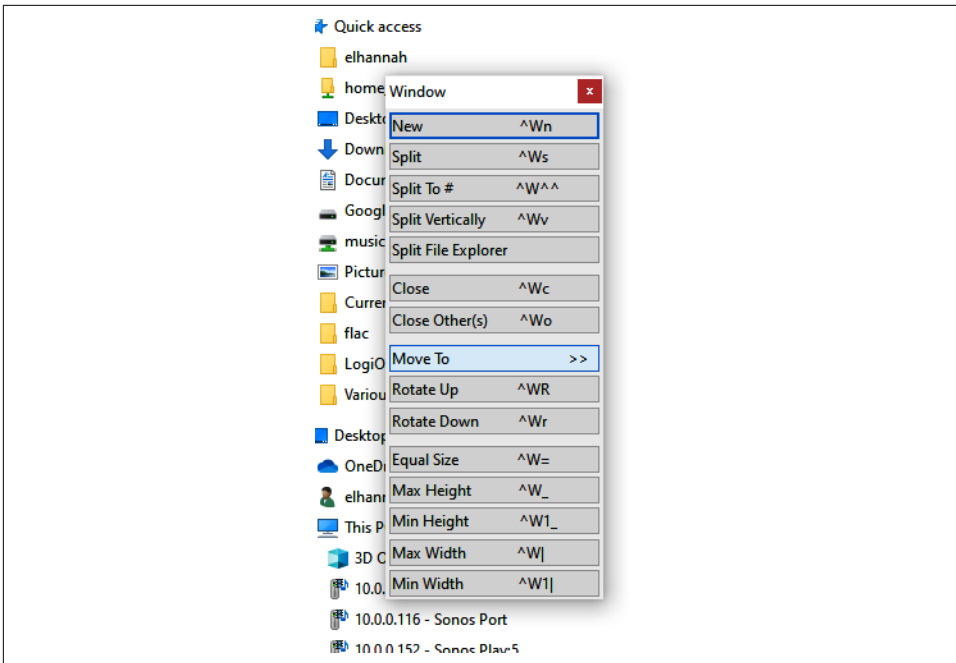 Quick access
elhannah
home
Window x
Deskto
New ^Wn
Down
Split ^Ws
Docur
Split To # ^W^^
Googl
Split Vertically ^Wv
music
Split File Explorer
Pictur
Close ^Wc
Currer
Close Other(s) ^Wo
flac
Move To >>
LogiO
Rotate Up ^WR
Variou
Rotate Down ^Wr
Desktop
Equal Size ^W=
OneDr
Max Height ^W_
elhann
Min Height ^W1_
This P
Max Width ^W|
3D O
Min Width ^W1|
10.0.
10.0.0.116 - Sonos Port
10.0.0.152 - Sonos Play:5